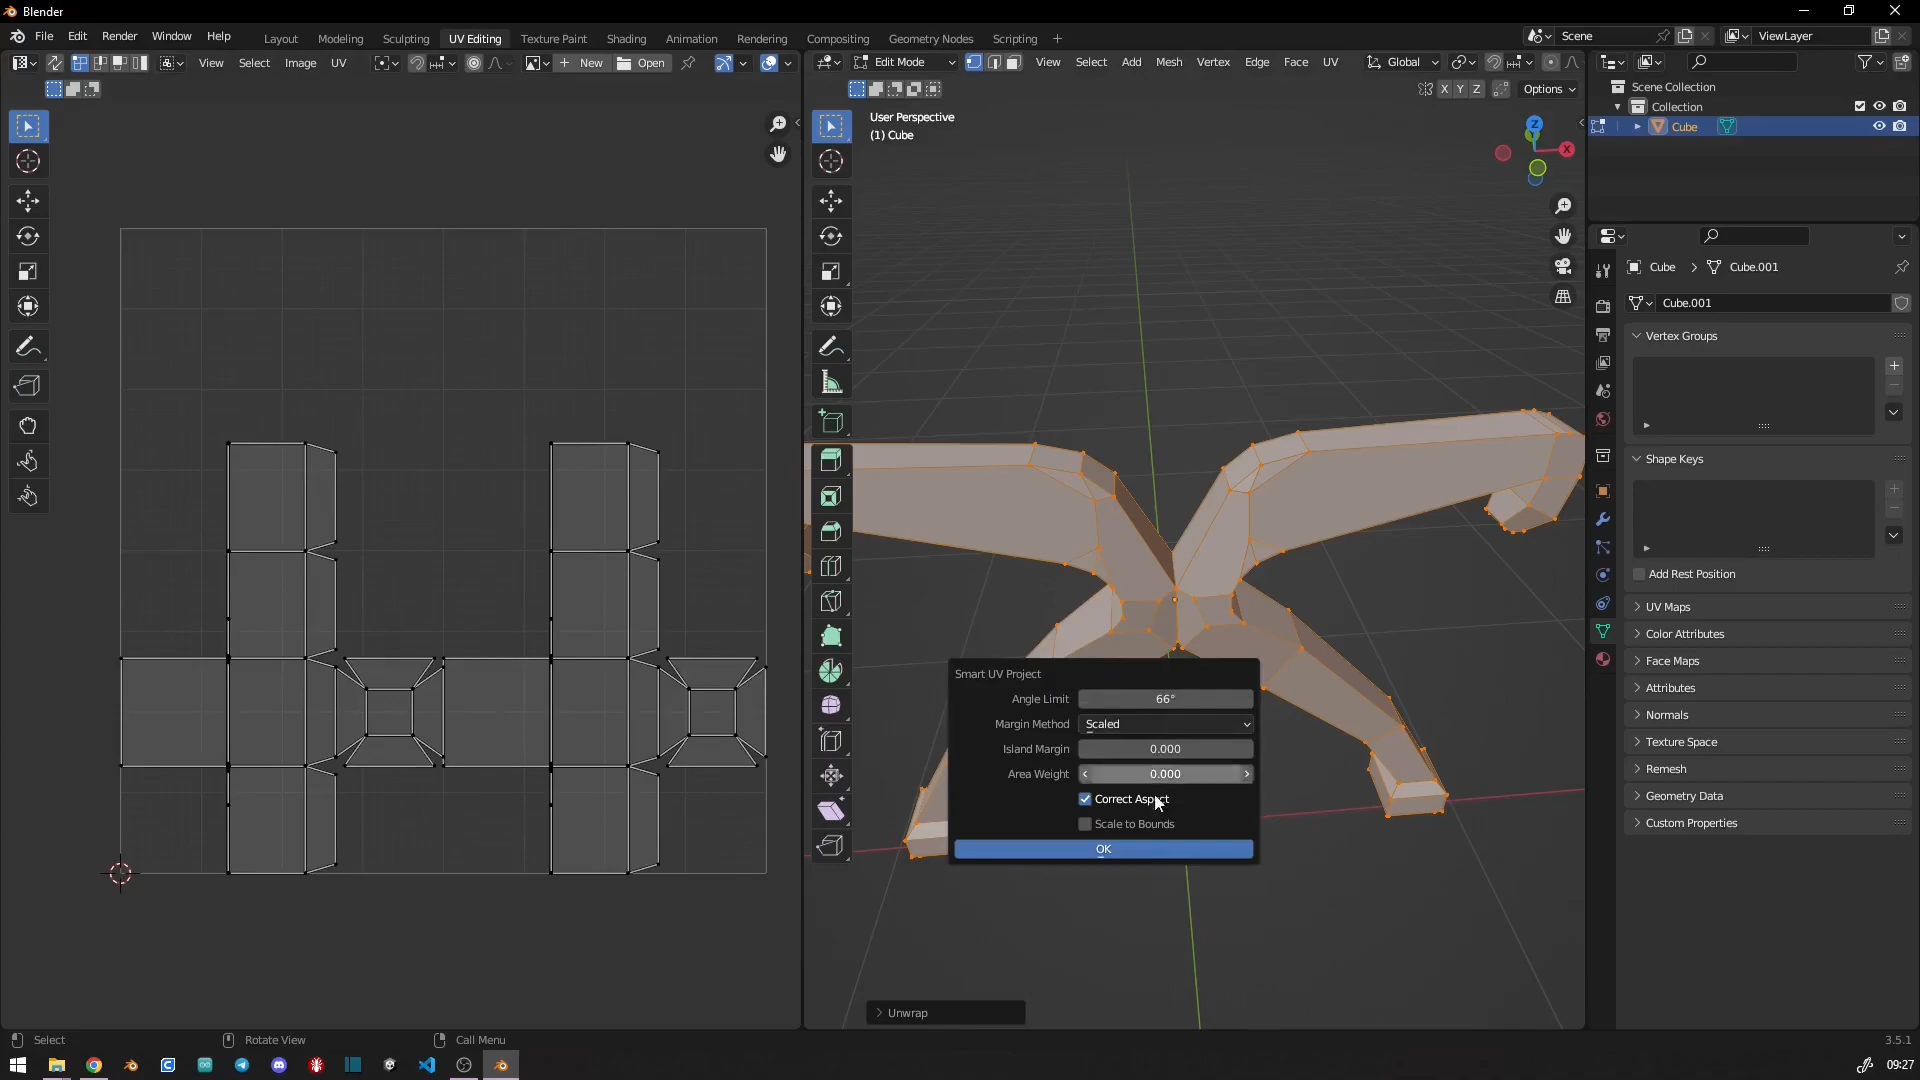 Blender
File Edit Render Window Help
Layout Modeling Sculpting UV Editing Texture Paint Shading Animation Rendering Compositing Geometry Nodes Scripting +
Scene
ViewLayer
View Select Image UV
New
Open
Edit Mode
View Select Add Mesh Vertex Edge Face UV
Global
X Y Z
Options
User Perspective
(1) Cube
Z
X
Scene Collection
Collection
Cube
Cube > Cube.001
Cube.001
Vertex Groups
Shape Keys
Add Rest Position
UV Maps
Color Attributes
Face Maps
Attributes
Normals
Texture Space
Remesh
Geometry Data
Custom Properties
Smart UV Project
Angle Limit 66°
Margin Method Scaled
Island Margin 0.000
Area Weight 0.000
Correct Aspect
Scale to Bounds
OK
Unwrap
Select
Rotate View
Call Menu
3.5.1
09:27